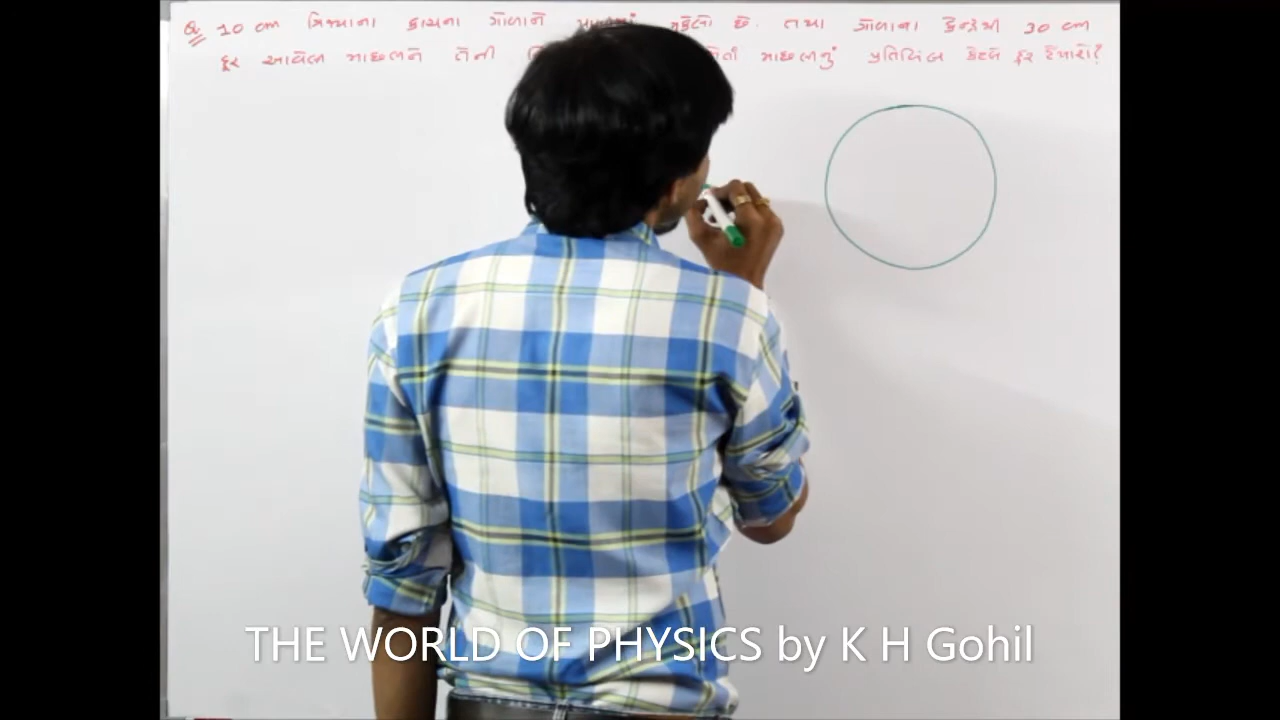 Q 10 cm ત્રિજ્યાના કાચના ગોળાને છે. તથા ગોળાના કેન્દ્રથી 30 cm
દૂર આવેલ માછલીને તેની માછલીનું પ્રતિબિંબ કેટલે દૂર દેખાશે?
THE WORLD OF PHYSICS by K H Gohil